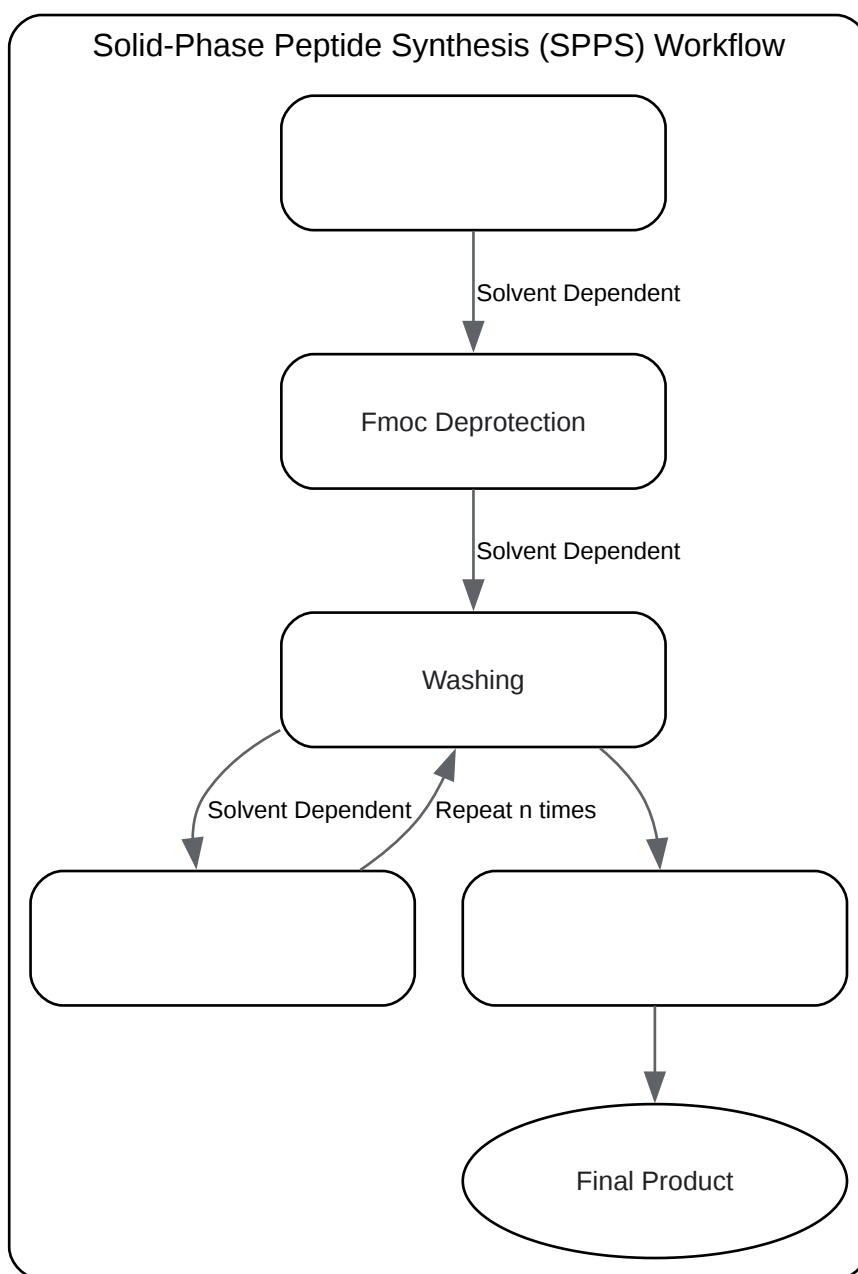 Solid-Phase Peptide Synthesis (SPPS) Workflow
Solvent Dependent
Fmoc Deprotection
Solvent Dependent
Washing
Solvent Dependent
Repeat n times
Final Product